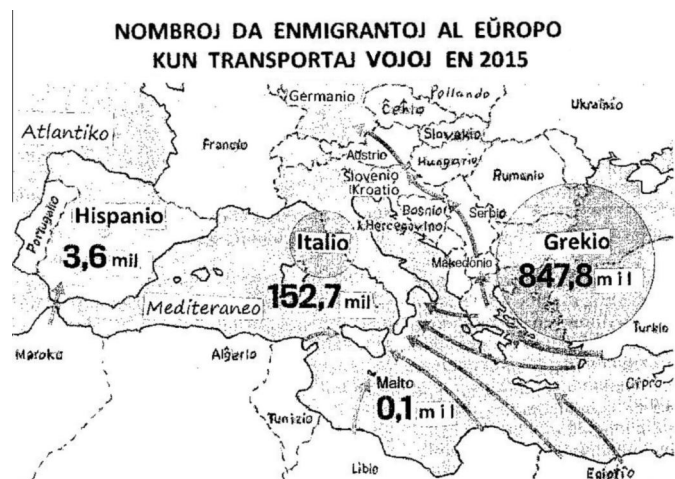 NOMBROJ DA ENMIGRANTOJ AL EŬROPO
KUN TRANSPORTAJ VOJOJ EN 2015
Germanio
Pollando
Ĉeĥio
Ukrainio
Atlantiko
Francio
Slovakio
Aŭstrio
Hungario
Rumanio
Slovenio
Kroatio
Portugalio
Hispanio
3,6 mil
Bosnio
Hercegovino
Serbio
Italio
152,7 mil
Makedonio
Grekio
847,8 mil
Mediteraneo
Maroko
Alĝerio
Turkio
Malto
0,1 mil
Cipro
Tunizio
Libio
Egiptio